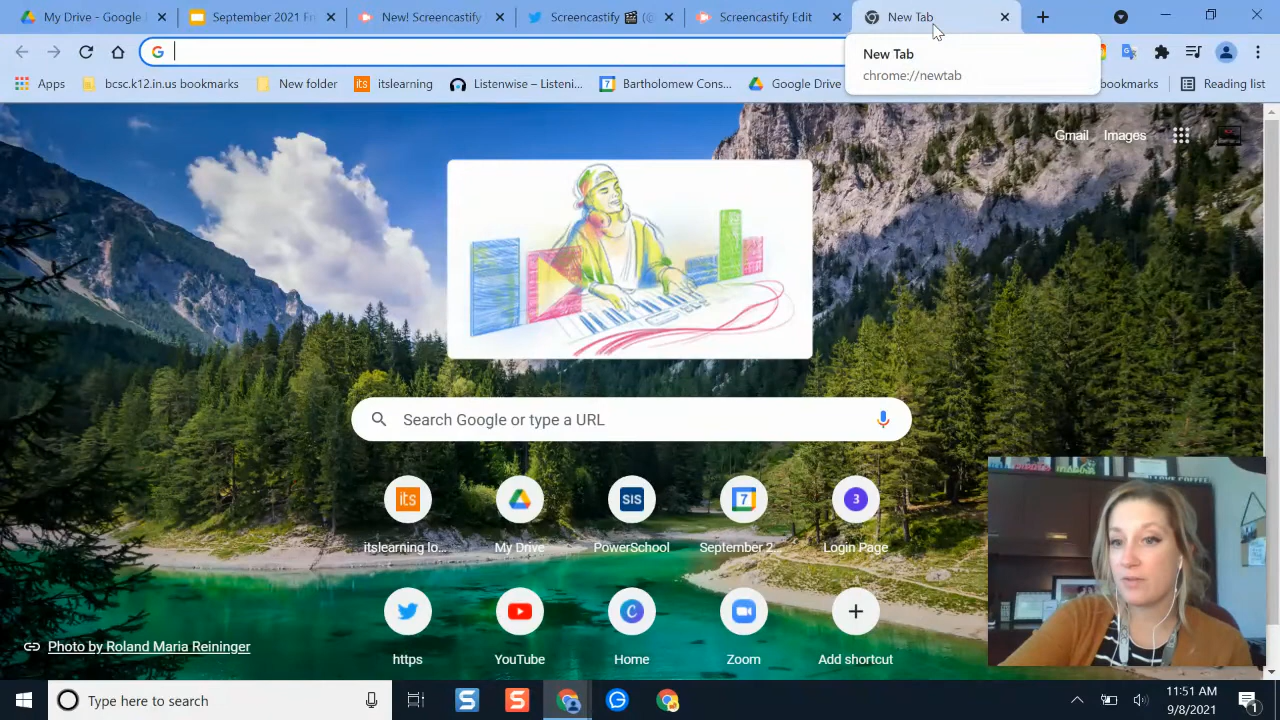 My Drive - Google
September 2021 Fr
New! Screencastify
Screencastify 🎬 (@
Screencastify Edit
New Tab
New Tab
chrome://newtab
Apps
bcsc.k12.in.us bookmarks
New folder
its
itslearning
Listenwise – Listeni...
7
Bartholomew Cons...
Google Drive
bookmarks
Reading list
Gmail
Images
Search Google or type a URL
its
SIS
7
3
itslearning lo...
My Drive
PowerSchool
September 2...
Login Page
https
YouTube
Home
Zoom
Add shortcut
Photo by Roland Maria Reininger
Type here to search
11:51 AM
9/8/2021
1